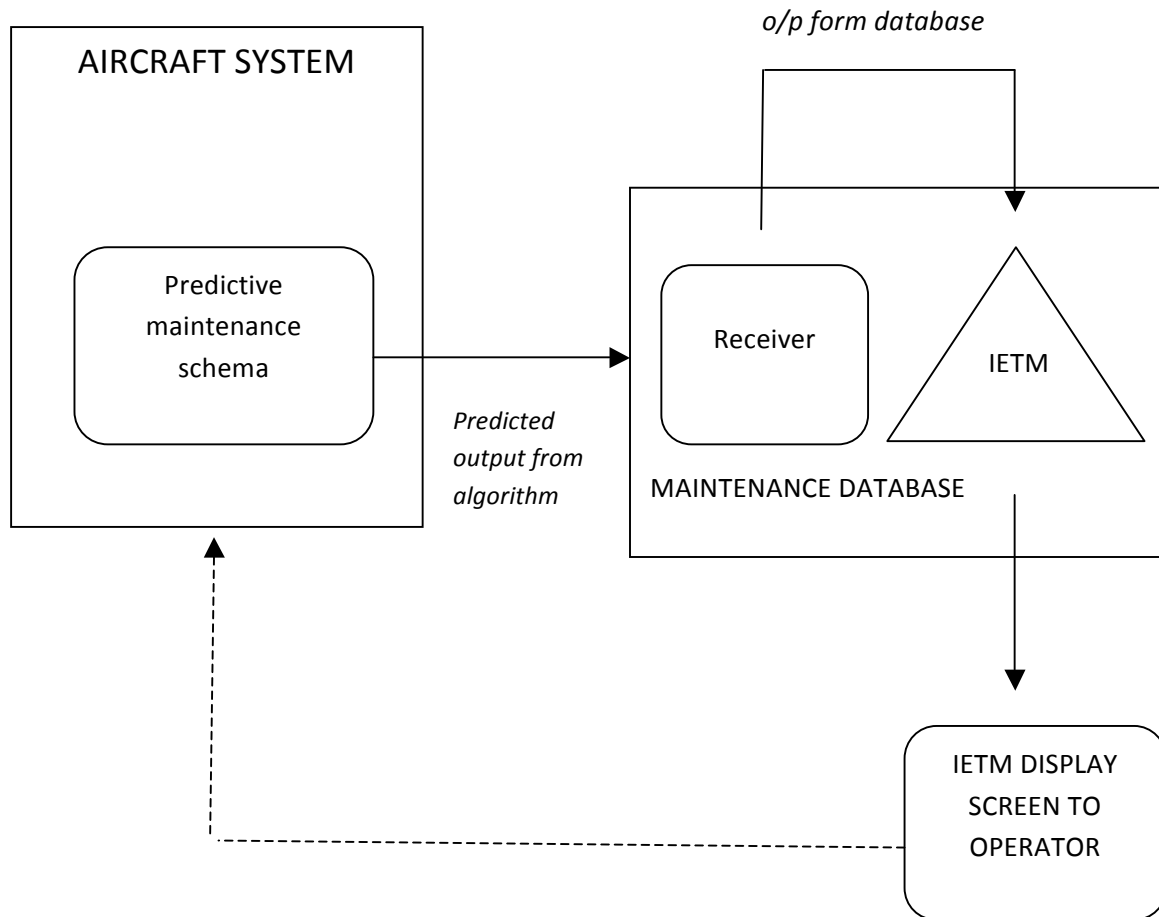 o/p form database
AIRCRAFT SYSTEM
Predictive
maintenance
schema
Receiver
IETM
Predicted
output from
algorithm
MAINTENANCE DATABASE
IETM DISPLAY
SCREEN TO
OPERATOR